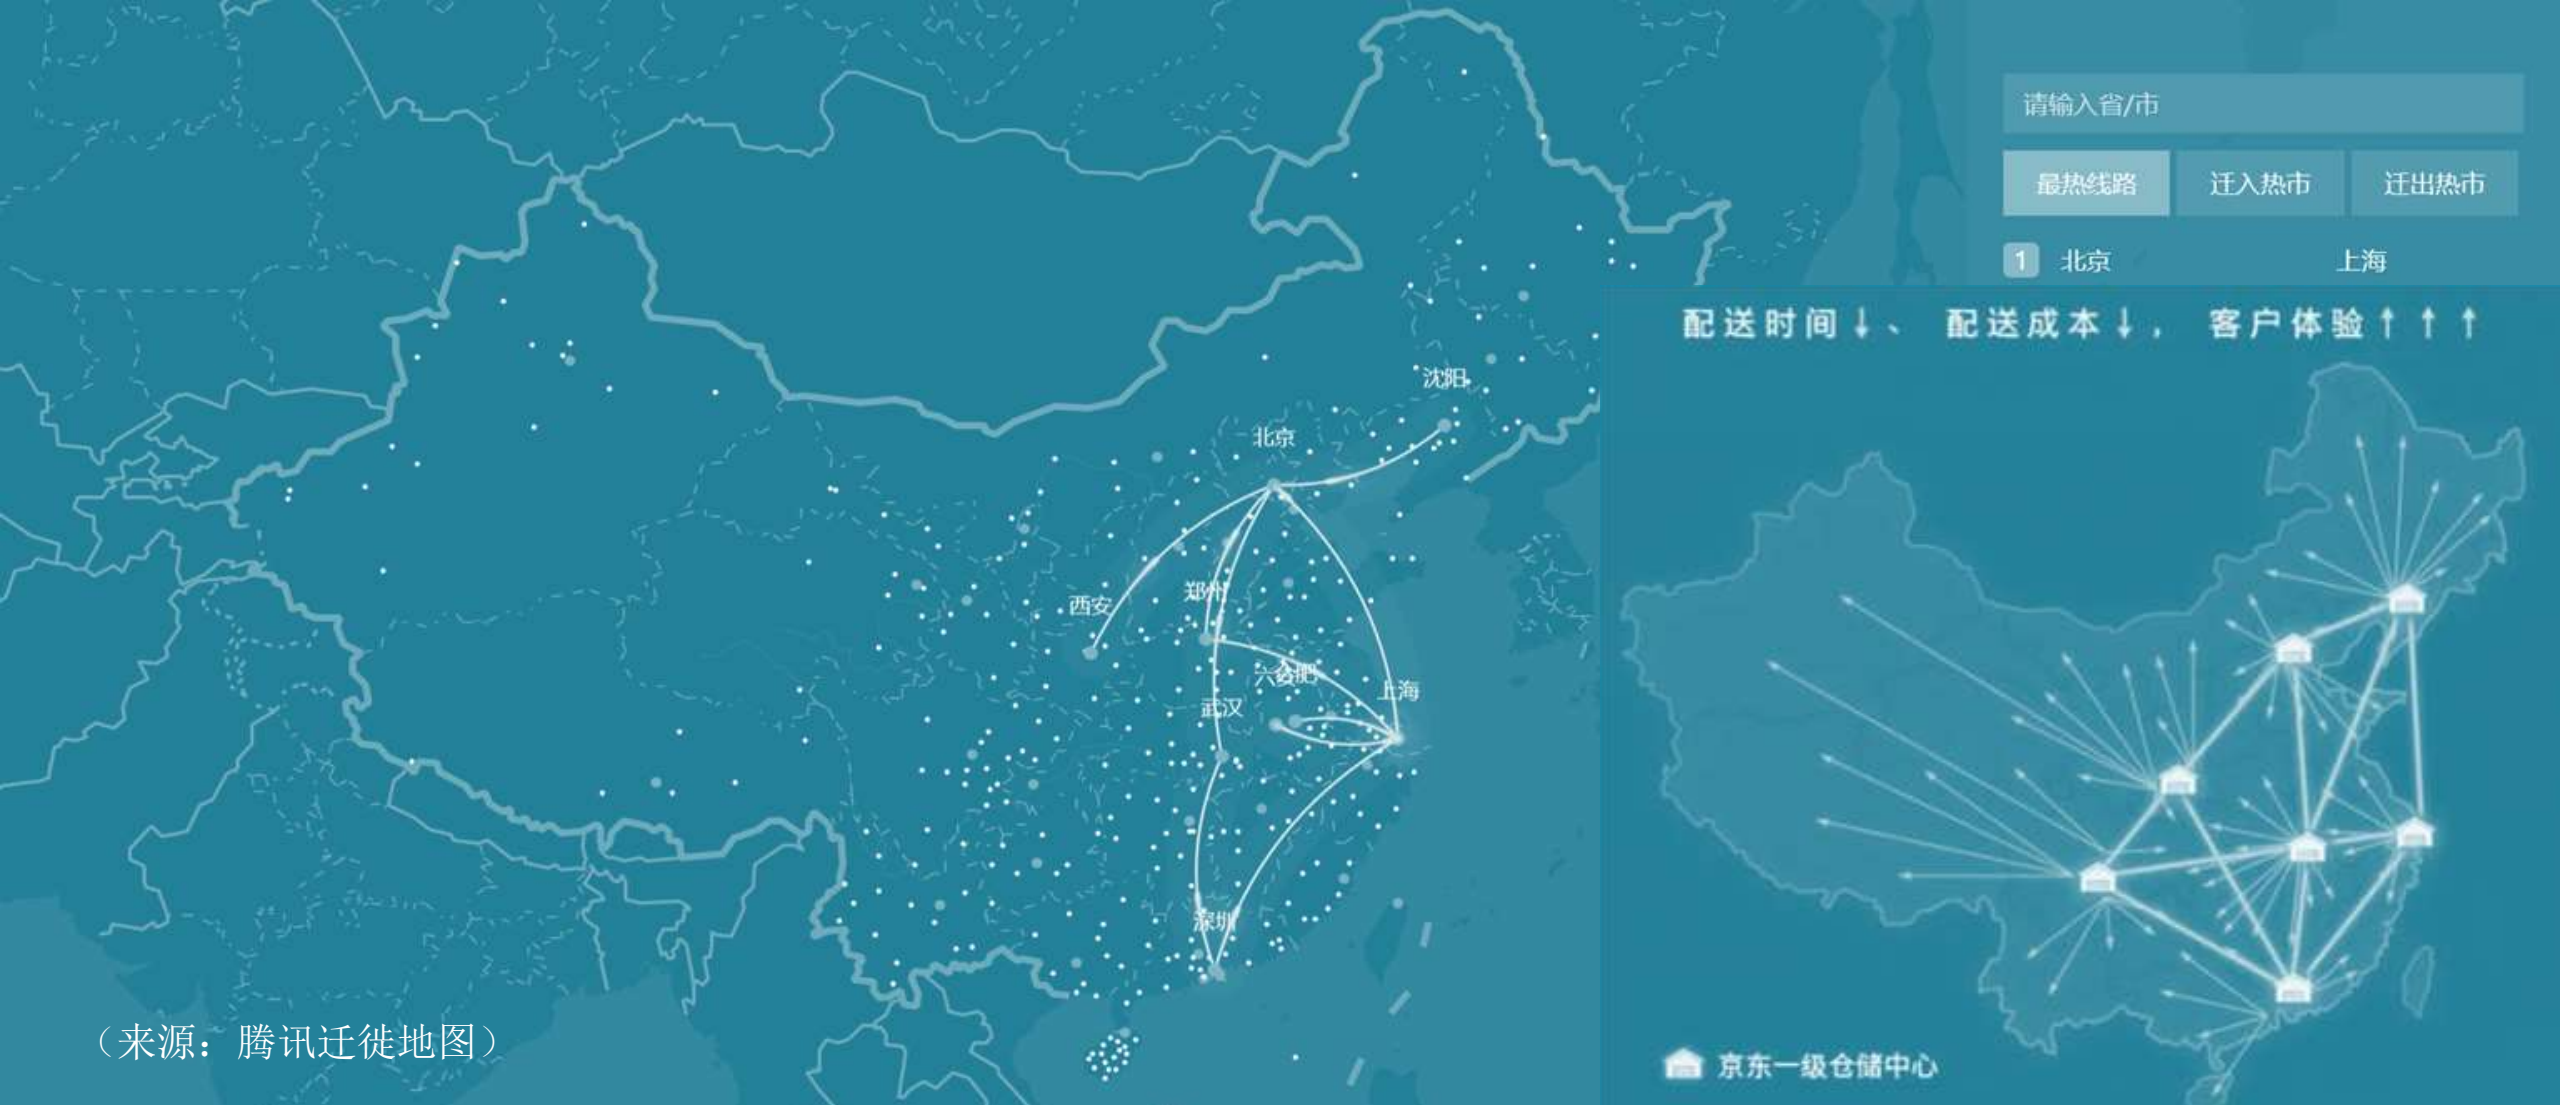 请输入省/市
最热线路 迁入热市 迁出热市
1 北京 上海
配送时间↓、 配送成本↓, 客户体验↑↑↑
沈阳
北京
郑州
西安
六安
合肥
上海
武汉
深圳
(来源：腾讯迁徙地图)
京东一级仓储中心